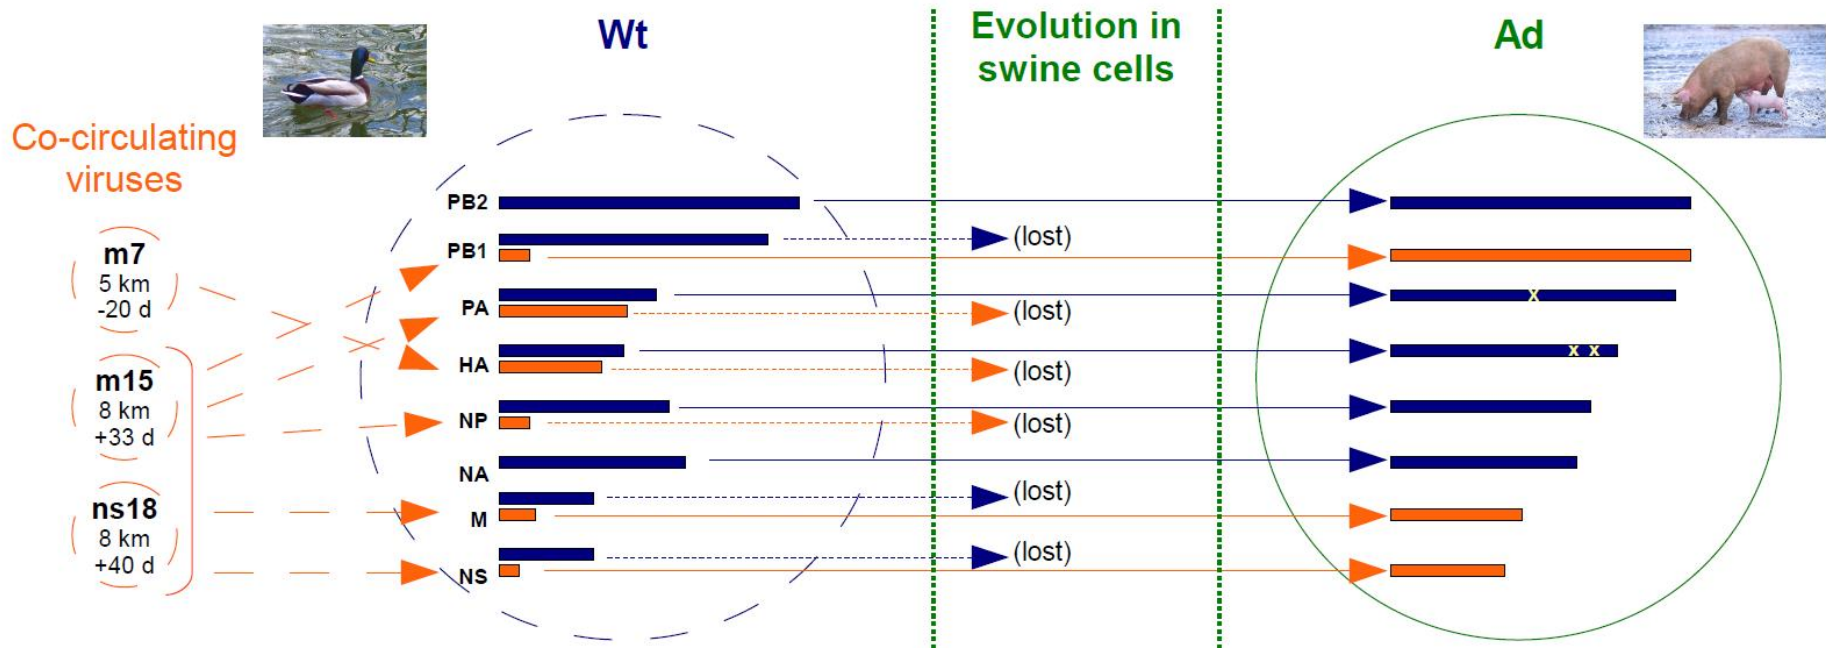 Wt
Evolution in
swine cells
Ad
Co-circulating
viruses
m7
5 km
-20 d
m15
8 km
+33 d
ns18
8 km
+40 d
PB2
PB1
(lost)
PA
(lost)
x
HA
(lost)
x x
NP
(lost)
NA
M
(lost)
NS
(lost)